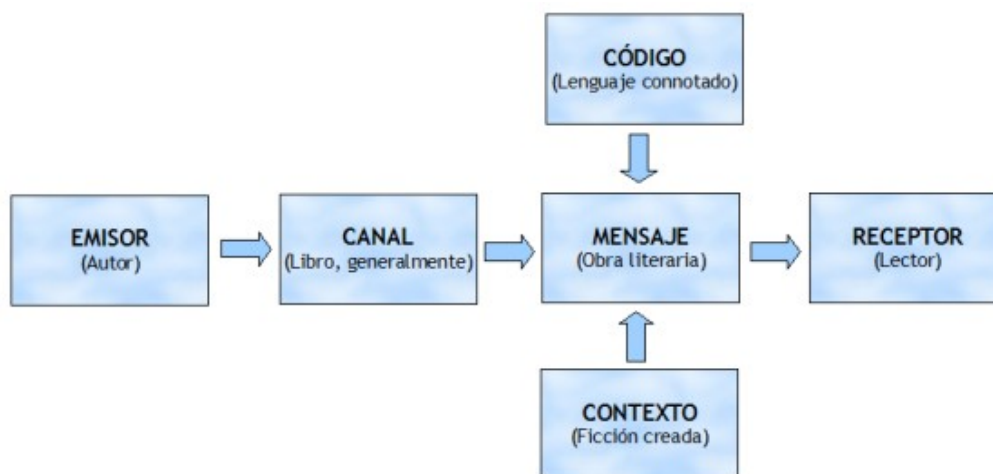 CÓDIGO
(Lenguaje connotado)
EMISOR
(Autor)
CANAL
(Libro, generalmente)
MENSAJE
(Obra literaria)
RECEPTOR
(Lector)
CONTEXTO
(Ficción creada)